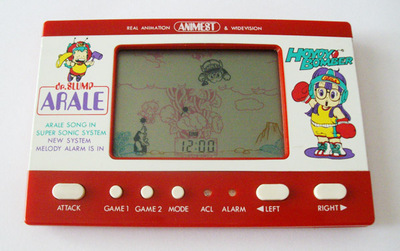 REAL ANIMATION ANIMEST & WIDEVISION
Dr. SLUMP
ARALE
HOYOYO
BOMBER
ARALE SONG IN
SUPER SONIC SYSTEM
NEW SYSTEM
MELODY ALARM IS IN
12:00
ATTACK
GAME 1
GAME 2
MODE
ACL
ALARM
◀LEFT
RIGHT▶